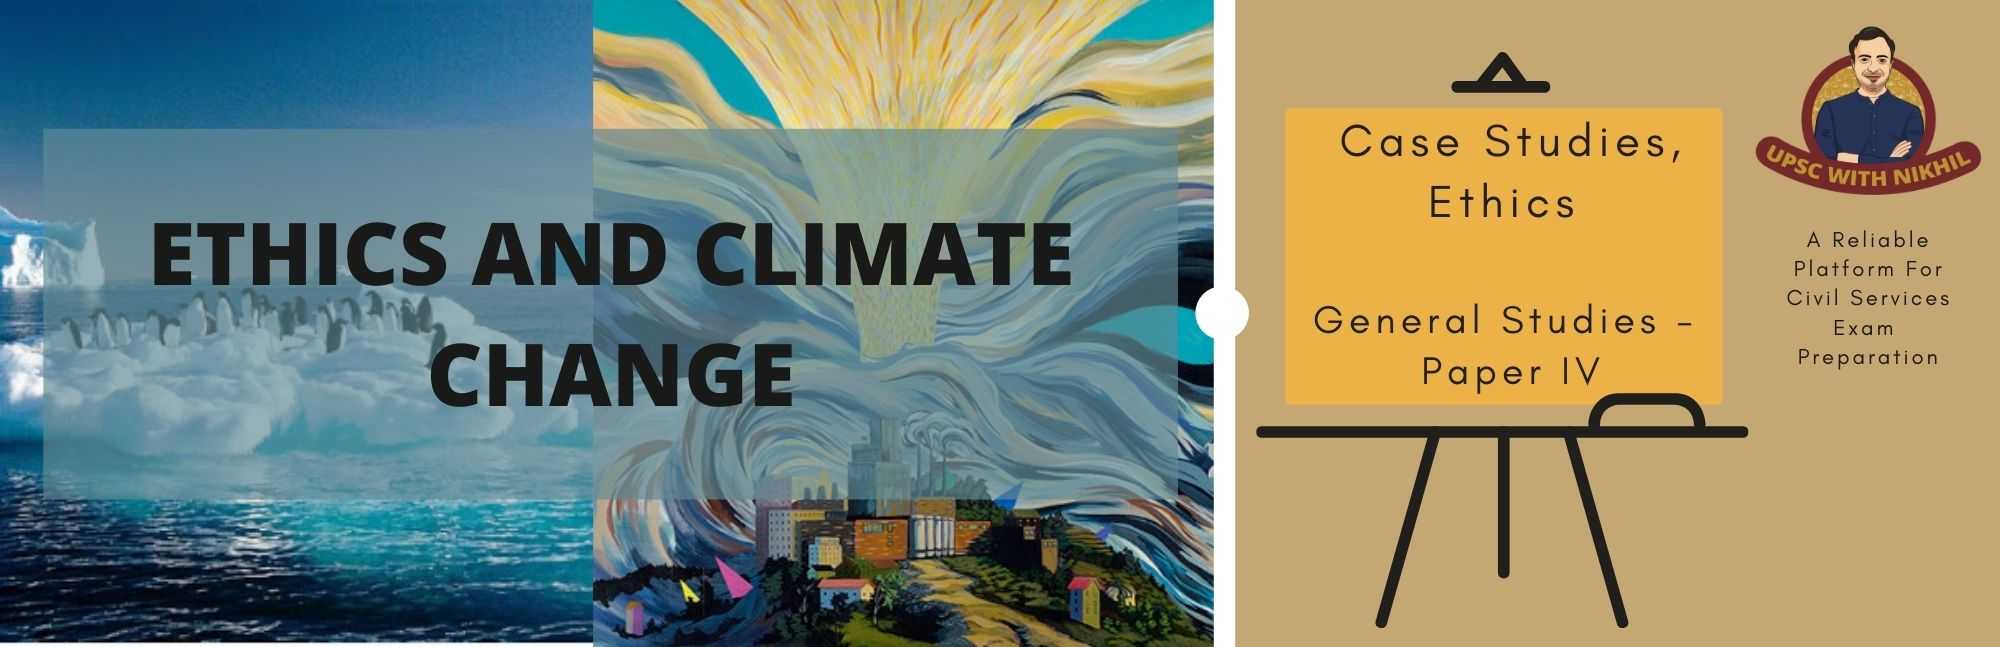 ETHICS AND CLIMATE
CHANGE
Case Studies,
Ethics
General Studies -
Paper IV
UPSC WITH NIKHIL
A Reliable
Platform For
Civil Services
Exam
Preparation